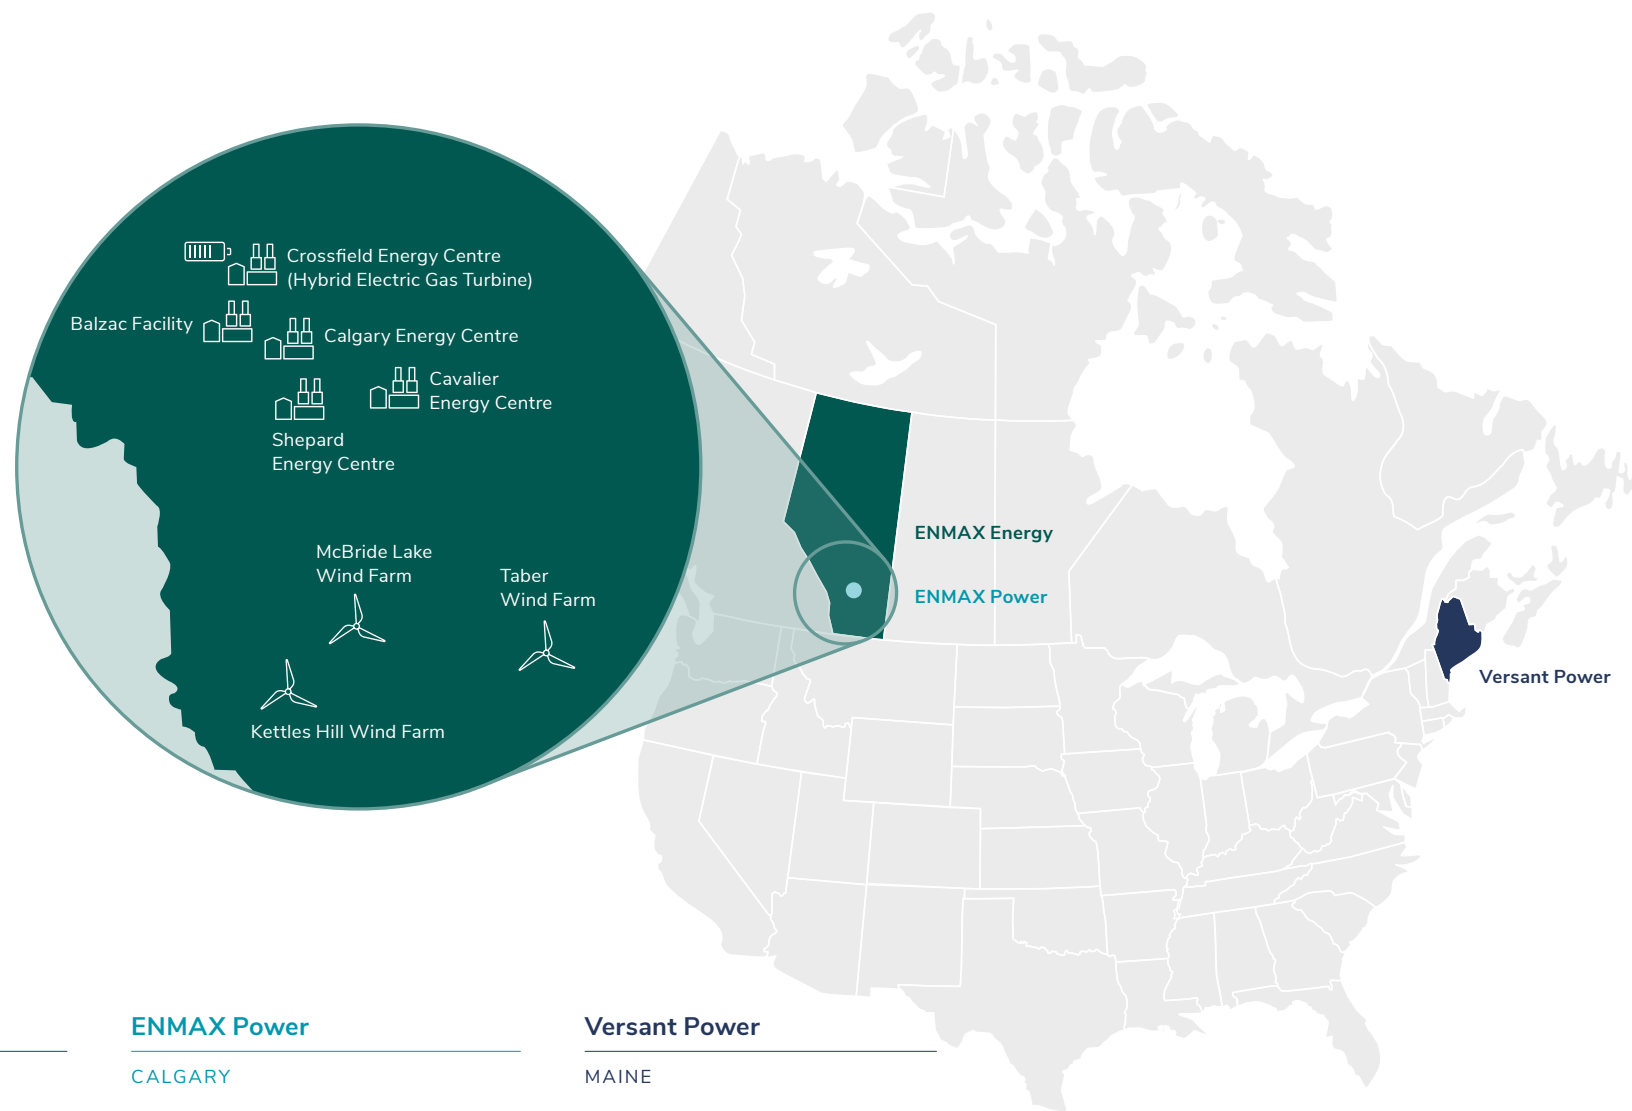 Crossfield Energy Centre
(Hybrid Electric Gas Turbine)
Balzac Facility
Calgary Energy Centre
Cavalier
Energy Centre
Shepard
Energy Centre
McBride Lake
Wind Farm
Taber
Wind Farm
Kettles Hill Wind Farm
ENMAX Energy
ENMAX Power
Versant Power
ENMAX Power
CALGARY
Versant Power
MAINE